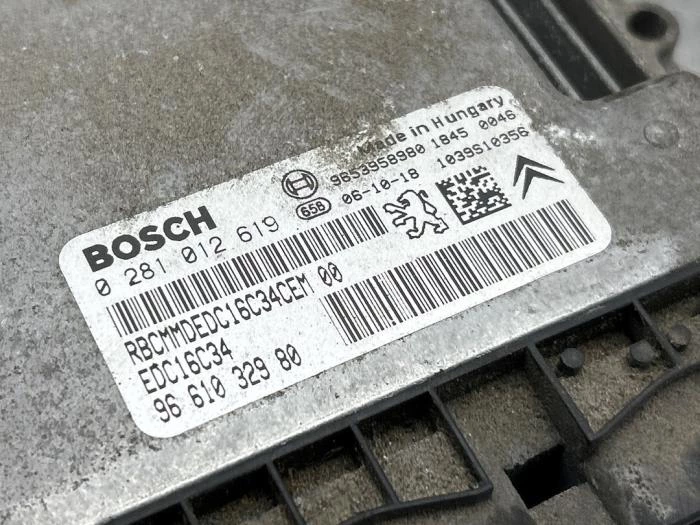 Made in Hungary
9653958980 1845 0046
658 06-10-18 1039S10356
BOSCH
0 281 012 619
RBCMMDEDC16C34CEM 00
EDC16C34
96 610 329 80